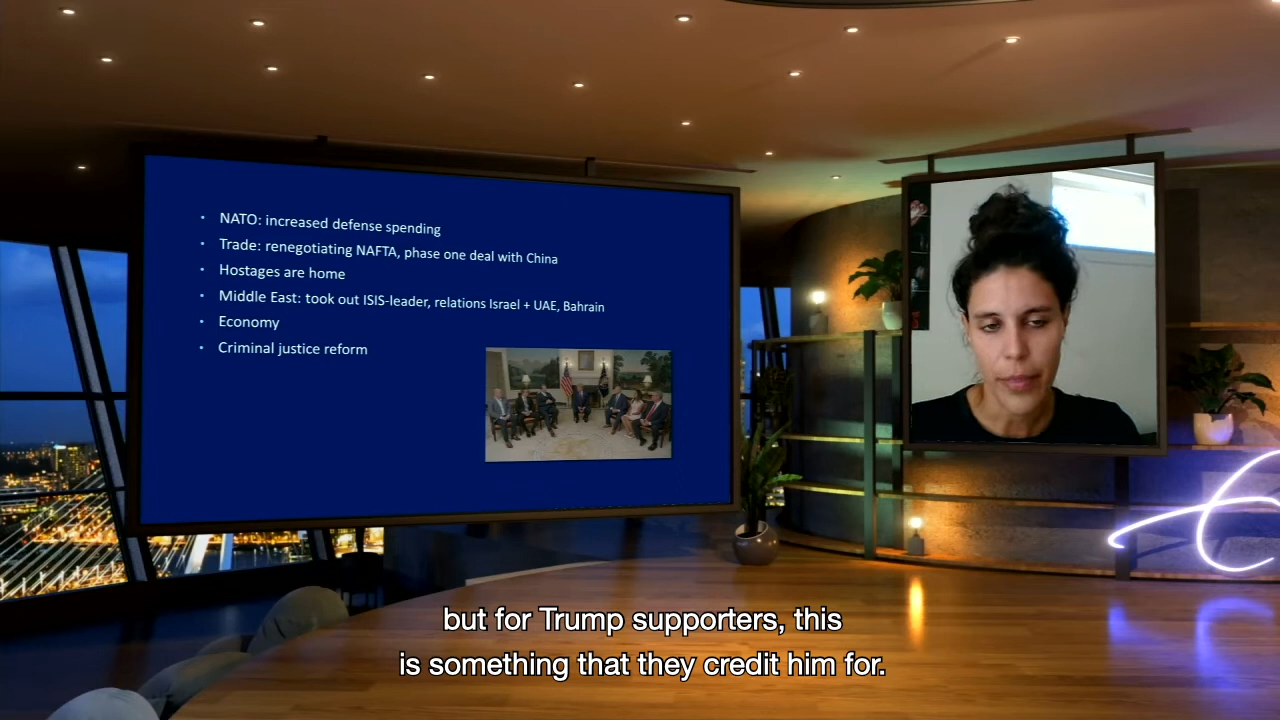 NATO: increased defense spending
Trade: renegotiating NAFTA, phase one deal with China
Hostages are home
Middle East: took out ISIS-leader, relations Israel + UAE, Bahrain
Economy
Criminal justice reform
but for Trump supporters, this
is something that they credit him for.